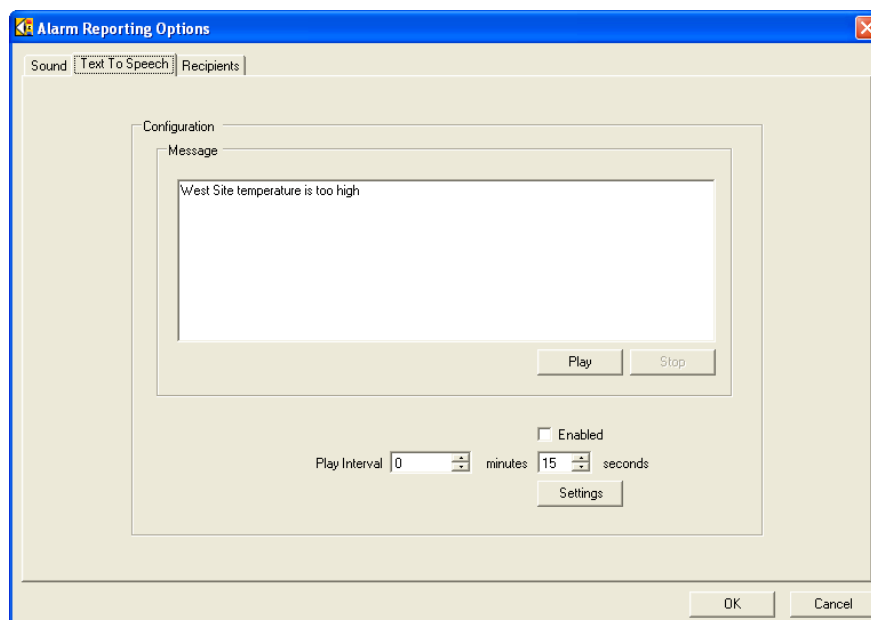 Alarm Reporting Options
Sound Text To Speech Recipients
Configuration
Message
West Site temperature is too high
Play Stop
Enabled
Play Interval 0 minutes 15 seconds
Settings
OK Cancel